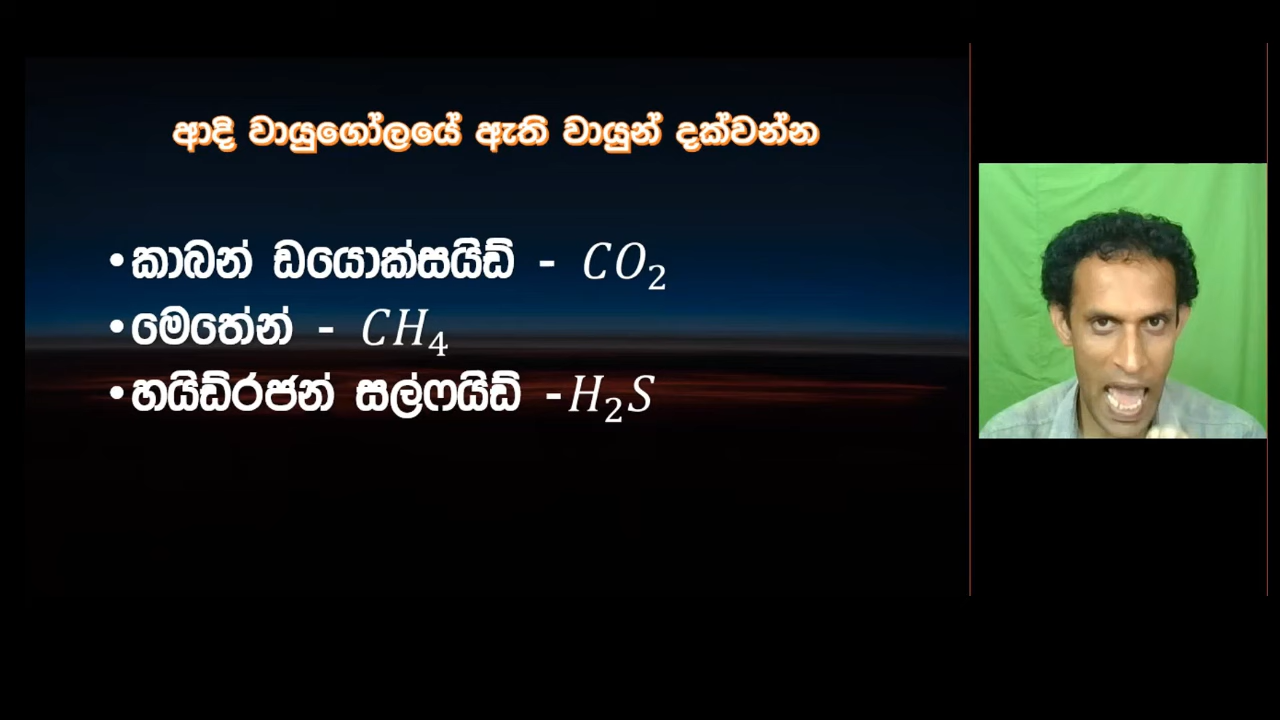 ආදි වායුගෝලයේ ඇති වායුන් දක්වන්න
•කාබන් ඩයොක්සයිඩ් - CO₂
•මෙතේන් - CH₄
•හයිඩ්රජන් සල්ෆයිඩ් -H₂S